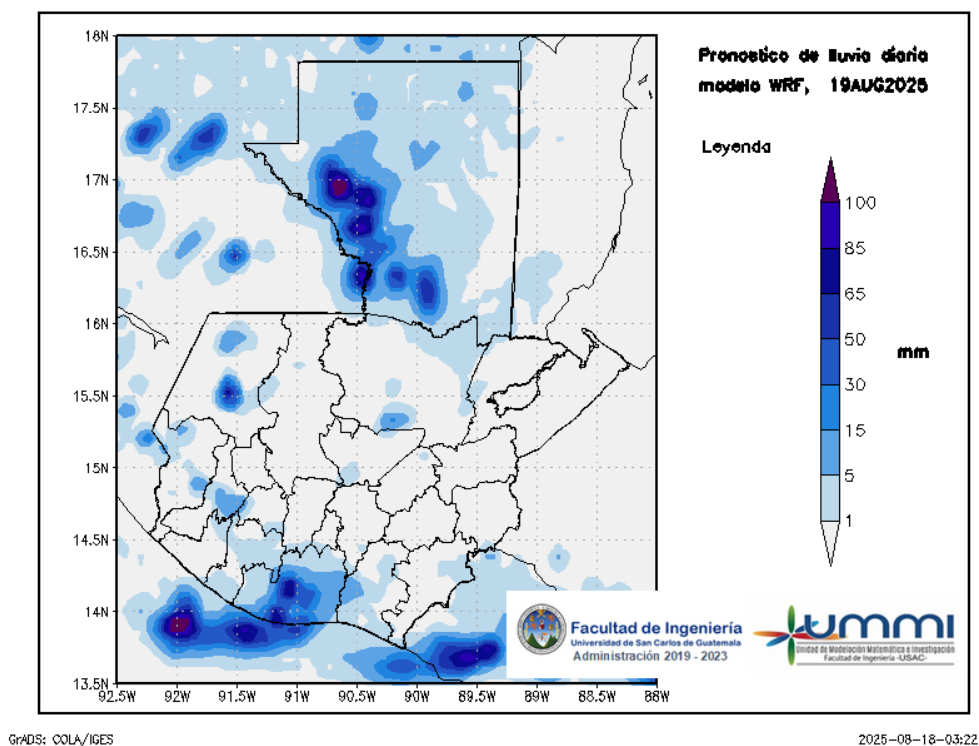 Pronostico de lluvia diaria
modelo WRF, 19AUG2025
Leyenda
100
85
65
50
30
15
5
1
mm
18N
17.5N
17N
16.5N
16N
15.5N
15N
14.5N
14N
13.5N
92.5W
92W
91.5W
91W
90.5W
90W
89.5W
89W
88.5W
88W
Facultad de Ingeniería
Universidad de San Carlos de Guatemala
Administración 2019 - 2023
UMMI
Unidad de Modelación Matemática e Investigación
Facultad de Ingeniería -USAC-
GrADS: COLA/IGES
2025-08-18-03:22